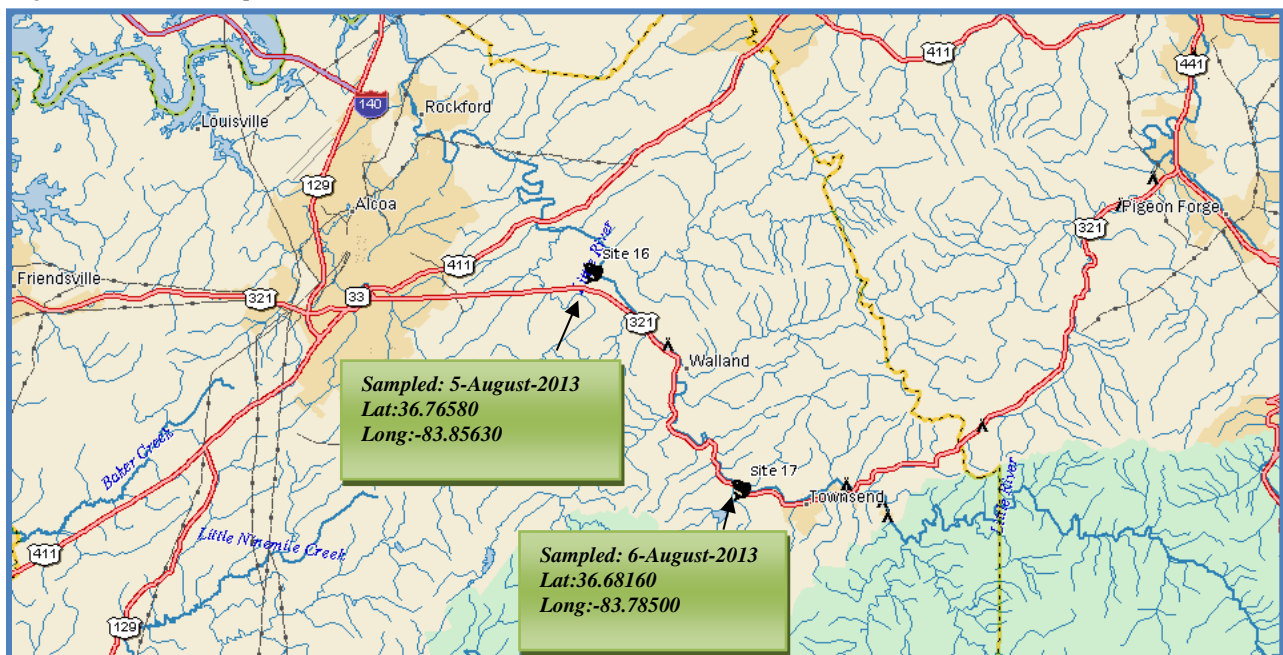 411
441
140
Rockford
Louisville
129
Alcoa
Pigeon Forge
321
Site 16
411
Friendsville
321
33
321
Walland
Sampled: 5-August-2013
Lat:36.76580
Long:-83.85630
Baker Creek
Site 17
Townsend
Little River
411
Little Ninemile Creek
Sampled: 6-August-2013
Lat:36.68160
Long:-83.78500
129